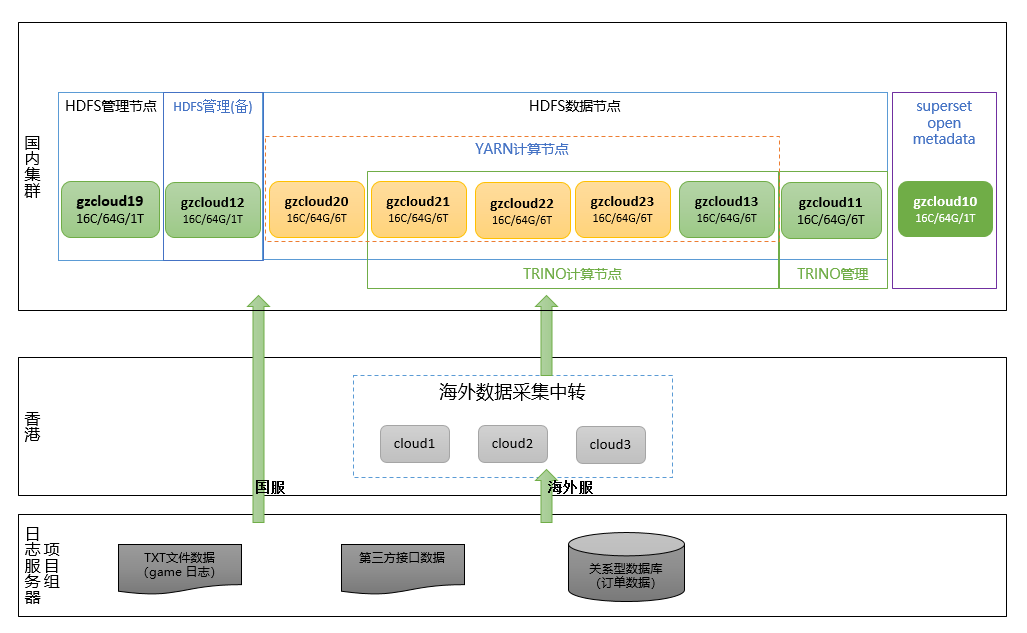 国内集群
HDFS管理节点
HDFS管理(备)
HDFS数据节点
superset
open
metadata
YARN计算节点
gzcloud19
16C/64G/1T
gzcloud12
16C/64G/1T
gzcloud20
16C/64G/6T
gzcloud21
16C/64G/6T
gzcloud22
16C/64G/6T
gzcloud23
16C/64G/6T
gzcloud13
16C/64G/6T
gzcloud11
16C/64G/6T
gzcloud10
16C/64G/1T
TRINO计算节点
TRINO管理
香港
海外数据采集中转
cloud1
cloud2
cloud3
国服
海外服
日志服务器
项目组
TXT文件数据
(game 日志)
第三方接口数据
关系型数据库
(订单数据)